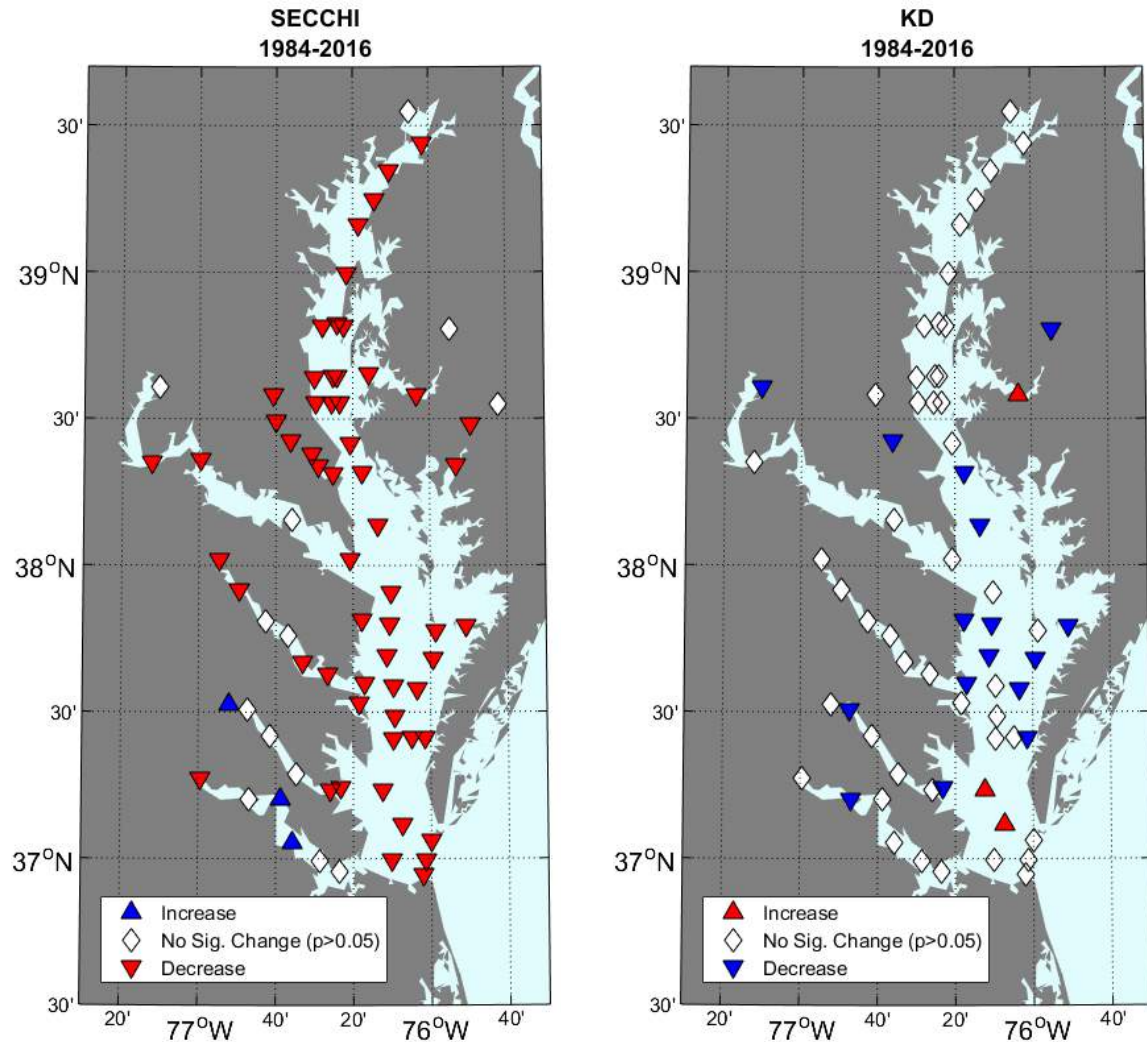 SECCHI
1984-2016
30'
39°N
30'
38°N
30'
37°N
30'
20'
77°W
40'
20'
76°W
40'
Increase
No Sig. Change (p>0.05)
Decrease
KD
1984-2016
30'
39°N
30'
38°N
30'
37°N
30'
20'
77°W
40'
20'
76°W
40'
Increase
No Sig. Change (p>0.05)
Decrease